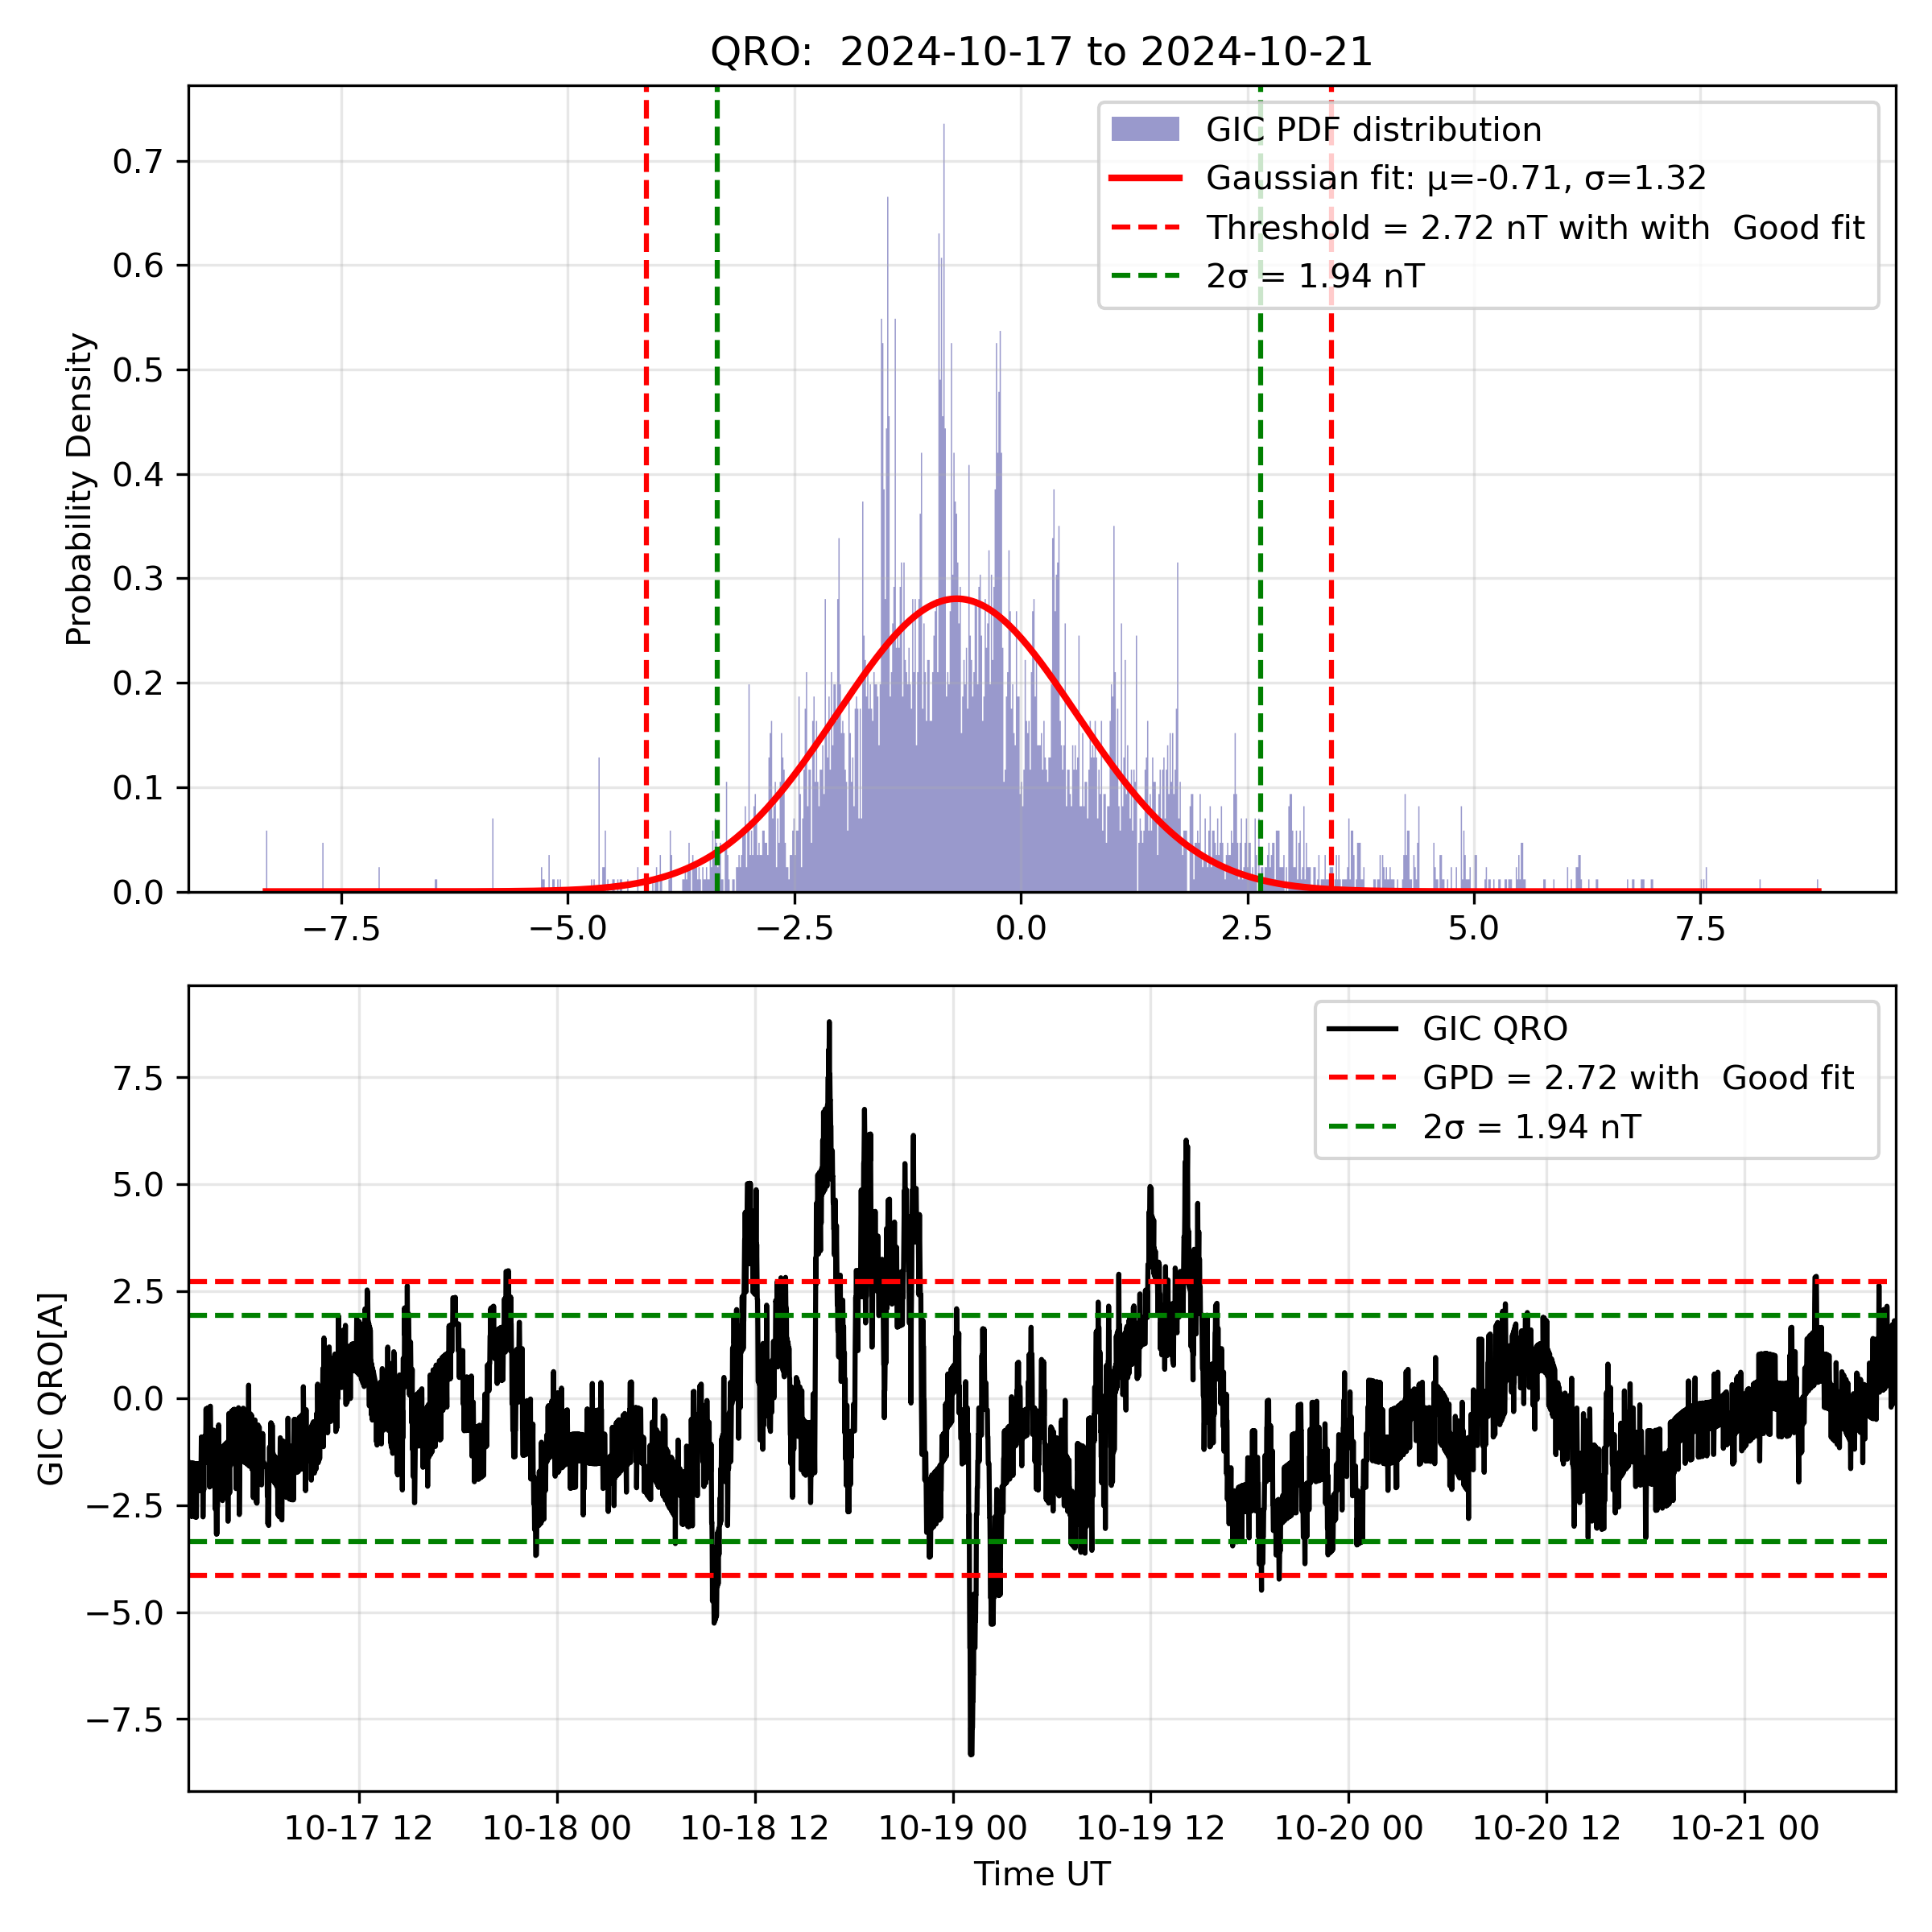 QRO:  2024-10-17 to 2024-10-21
Probability Density
0.7
0.6
0.5
0.4
0.3
0.2
0.1
0.0
GIC PDF distribution
Gaussian fit: μ=-0.71, σ=1.32
Threshold = 2.72 nT with with  Good fit
2σ = 1.94 nT
−7.5 −5.0 −2.5 0.0 2.5 5.0 7.5
GIC QRO[A]
7.5
5.0
2.5
0.0
−2.5
−5.0
−7.5
GIC QRO
GPD = 2.72 with  Good fit
2σ = 1.94 nT
10-17 12 10-18 00 10-18 12 10-19 00 10-19 12 10-20 00 10-20 12 10-21 00
Time UT